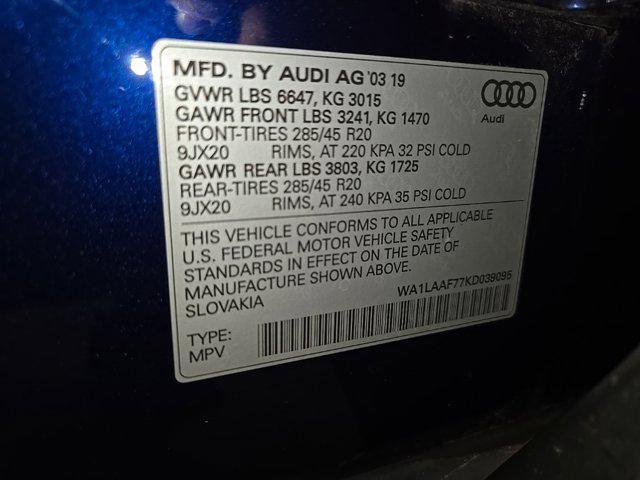 MFD. BY AUDI AG '03 19
GVWR LBS 6647, KG 3015
GAWR FRONT LBS 3241, KG 1470
FRONT-TIRES 285/45 R20
9JX20 RIMS, AT 220 KPA 32 PSI COLD
GAWR REAR LBS 3803, KG 1725
REAR-TIRES 285/45 R20
9JX20 RIMS, AT 240 KPA 35 PSI COLD
Audi
THIS VEHICLE CONFORMS TO ALL APPLICABLE
U.S. FEDERAL MOTOR VEHICLE SAFETY
STANDARDS IN EFFECT ON THE DATE OF
MANUFACTURE SHOWN ABOVE.
SLOVAKIA
WA1LAAF77KD039095
TYPE:
MPV